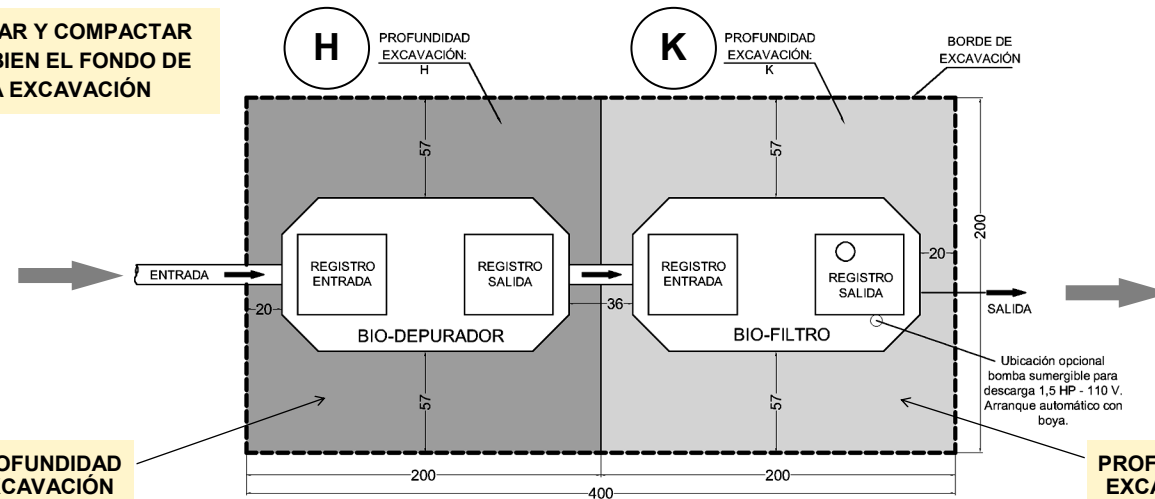 AR Y COMPACTAR
BIEN EL FONDO DE
A EXCAVACIÓN
H
PROFUNDIDAD
EXCAVACIÓN:
H
K
PROFUNDIDAD
EXCAVACIÓN:
K
BORDE DE
EXCAVACIÓN
57
57
200
ENTRADA
REGISTRO
ENTRADA
REGISTRO
SALIDA
REGISTRO
ENTRADA
REGISTRO
SALIDA
20
20
36
SALIDA
BIO-DEPURADOR
BIO-FILTRO
57
57
Ubicación opcional
bomba sumergible para
descarga 1,5 HP - 110 V.
Arranque automático con
boya.
OFUNDIDAD
CAVACIÓN
PROF
EXCA
200
200
400